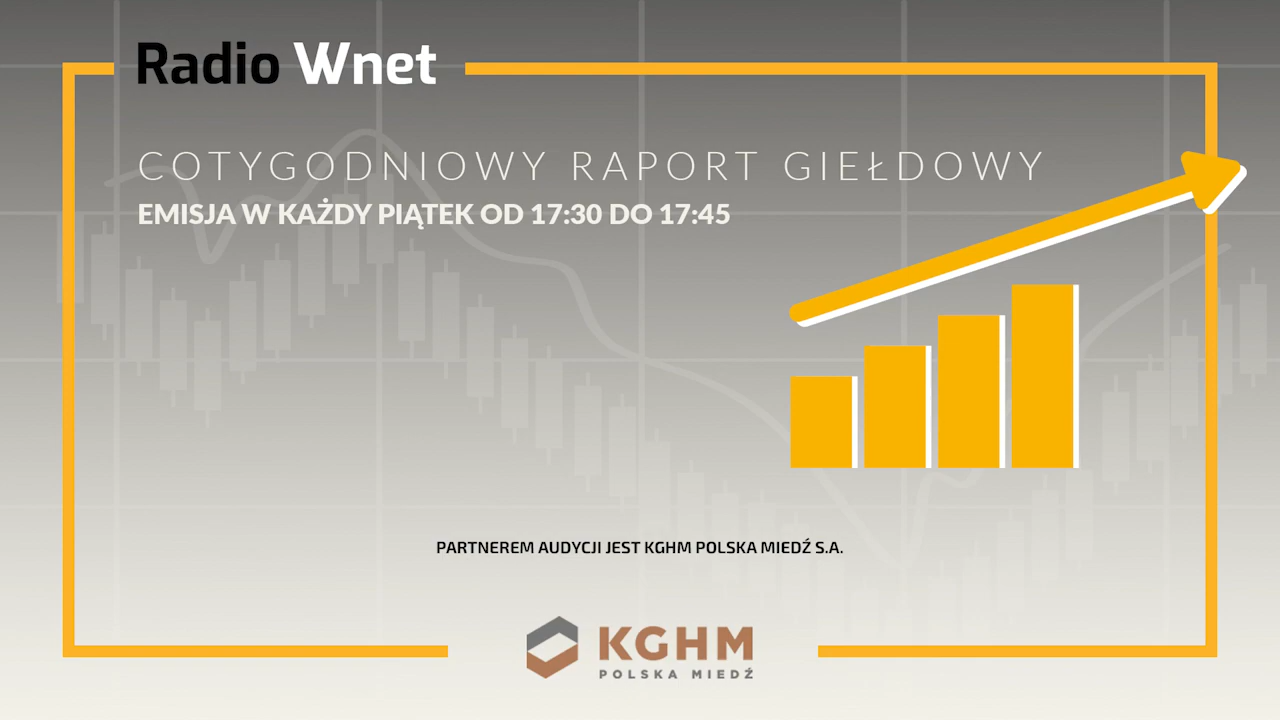 Radio Wnet
COTYGODNIOWY RAPORT GIEŁDOWY
EMISJA W KAŻDY PIĄTEK OD 17:30 DO 17:45
PARTNEREM AUDYCJI JEST KGHM POLSKA MIEDŹ S.A.
KGHM
POLSKA MIEDŹ